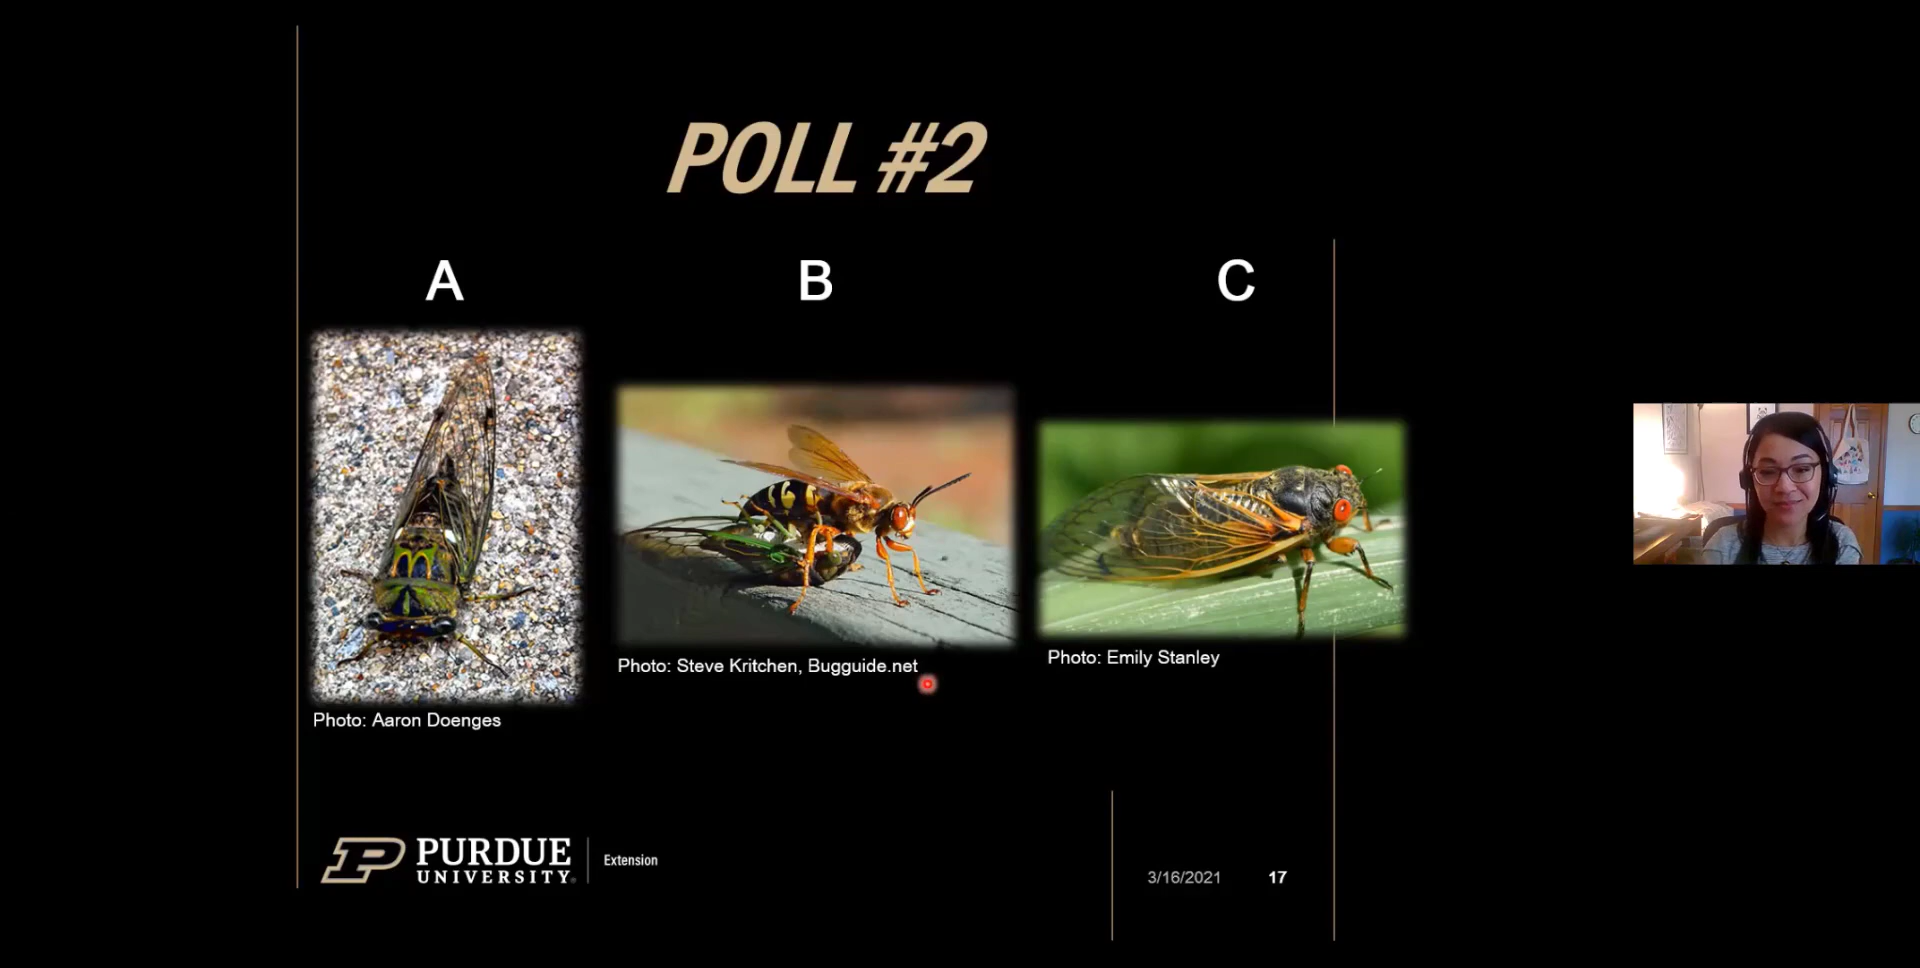 POLL #2
A
B
C
Photo: Aaron Doenges
Photo: Steve Kritchen, Bugguide.net
Photo: Emily Stanley
PURDUE
UNIVERSITY
Extension
3/16/2021
17